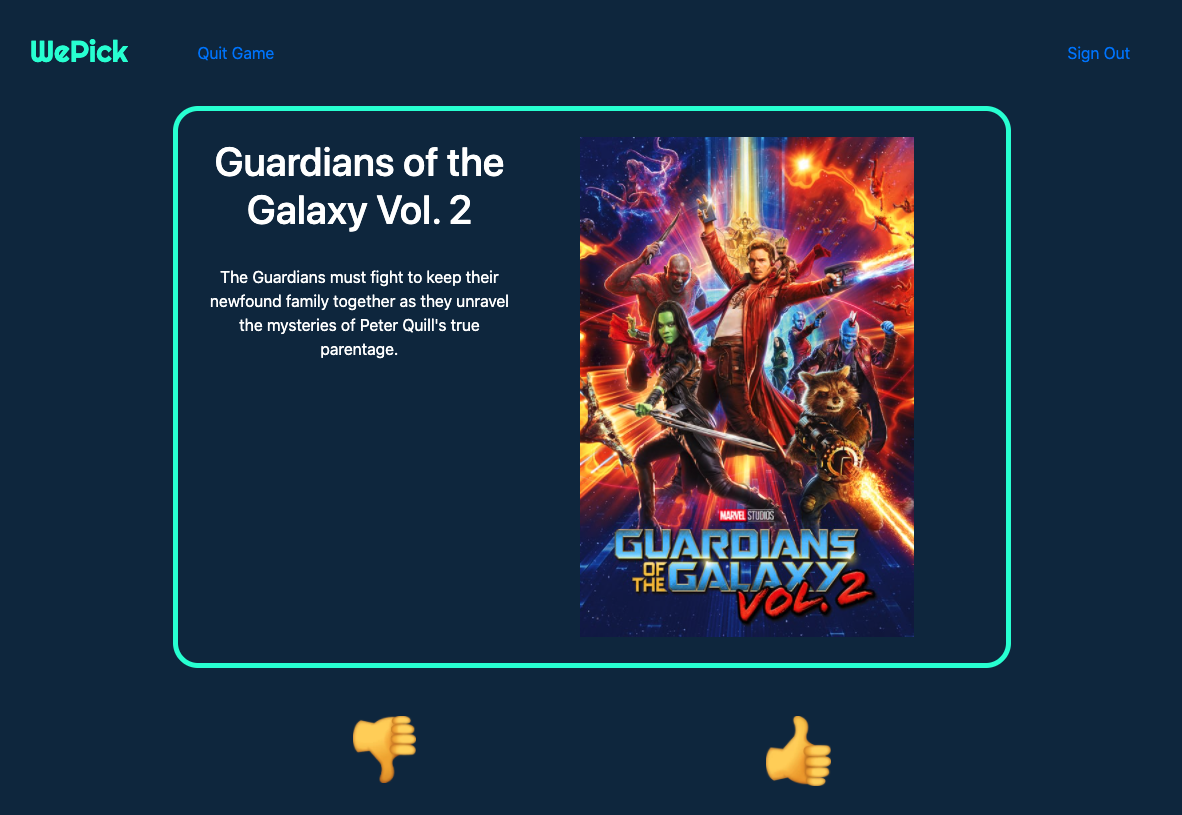 WePick
Quit Game
Sign Out
Guardians of the
Galaxy Vol. 2
The Guardians must fight to keep their
newfound family together as they unravel
the mysteries of Peter Quill's true
parentage.
MARVEL STUDIOS
GUARDIANS
OF THE GALAXY
VOL. 2